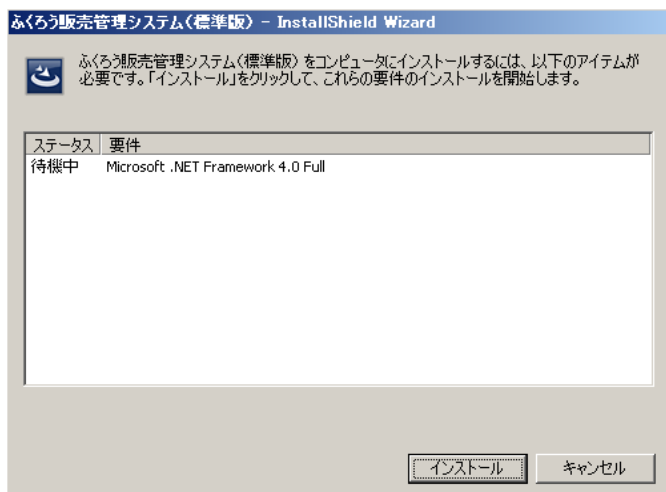 ふくろう販売管理システム(標準版) - InstallShield Wizard
ふくろう販売管理システム(標準版) をコンピュータにインストールするには、以下のアイテムが
必要です。「インストール」をクリックして、これらの要件のインストールを開始します。
ステータス 要件
待機中 Microsoft .NET Framework 4.0 Full
インストール キャンセル